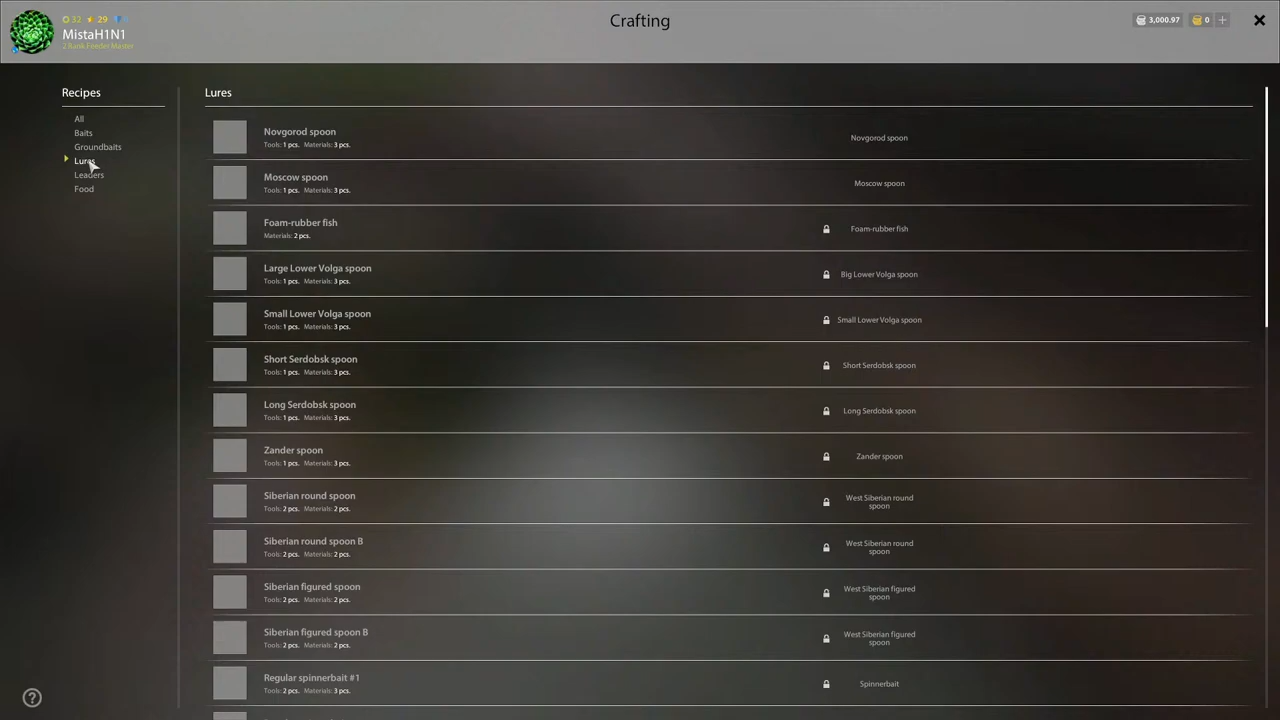 32 29
MistaH1N1
2 Rank Feeder Master
Crafting
3,000.97 0 +
Recipes
All
Baits
Groundbaits
Lures
Leaders
Food
Lures
Novgorod spoon
Tools: 1 pcs. Materials: 3 pcs.
Novgorod spoon
Moscow spoon
Tools: 1 pcs. Materials: 3 pcs.
Moscow spoon
Foam-rubber fish
Materials: 2 pcs.
Foam-rubber fish
Large Lower Volga spoon
Tools: 1 pcs. Materials: 3 pcs.
Big Lower Volga spoon
Small Lower Volga spoon
Tools: 1 pcs. Materials: 3 pcs.
Small Lower Volga spoon
Short Serdobsk spoon
Tools: 1 pcs. Materials: 3 pcs.
Short Serdobsk spoon
Long Serdobsk spoon
Tools: 1 pcs. Materials: 3 pcs.
Long Serdobsk spoon
Zander spoon
Tools: 1 pcs. Materials: 3 pcs.
Zander spoon
Siberian round spoon
Tools: 2 pcs. Materials: 2 pcs.
West Siberian round
spoon
Siberian round spoon B
Tools: 2 pcs. Materials: 2 pcs.
West Siberian round
spoon
Siberian figured spoon
Tools: 2 pcs. Materials: 2 pcs.
West Siberian figured
spoon
Siberian figured spoon B
Tools: 2 pcs. Materials: 2 pcs.
West Siberian figured
spoon
Regular spinnerbait #1
Tools: 2 pcs. Materials: 3 pcs.
Spinnerbait
?